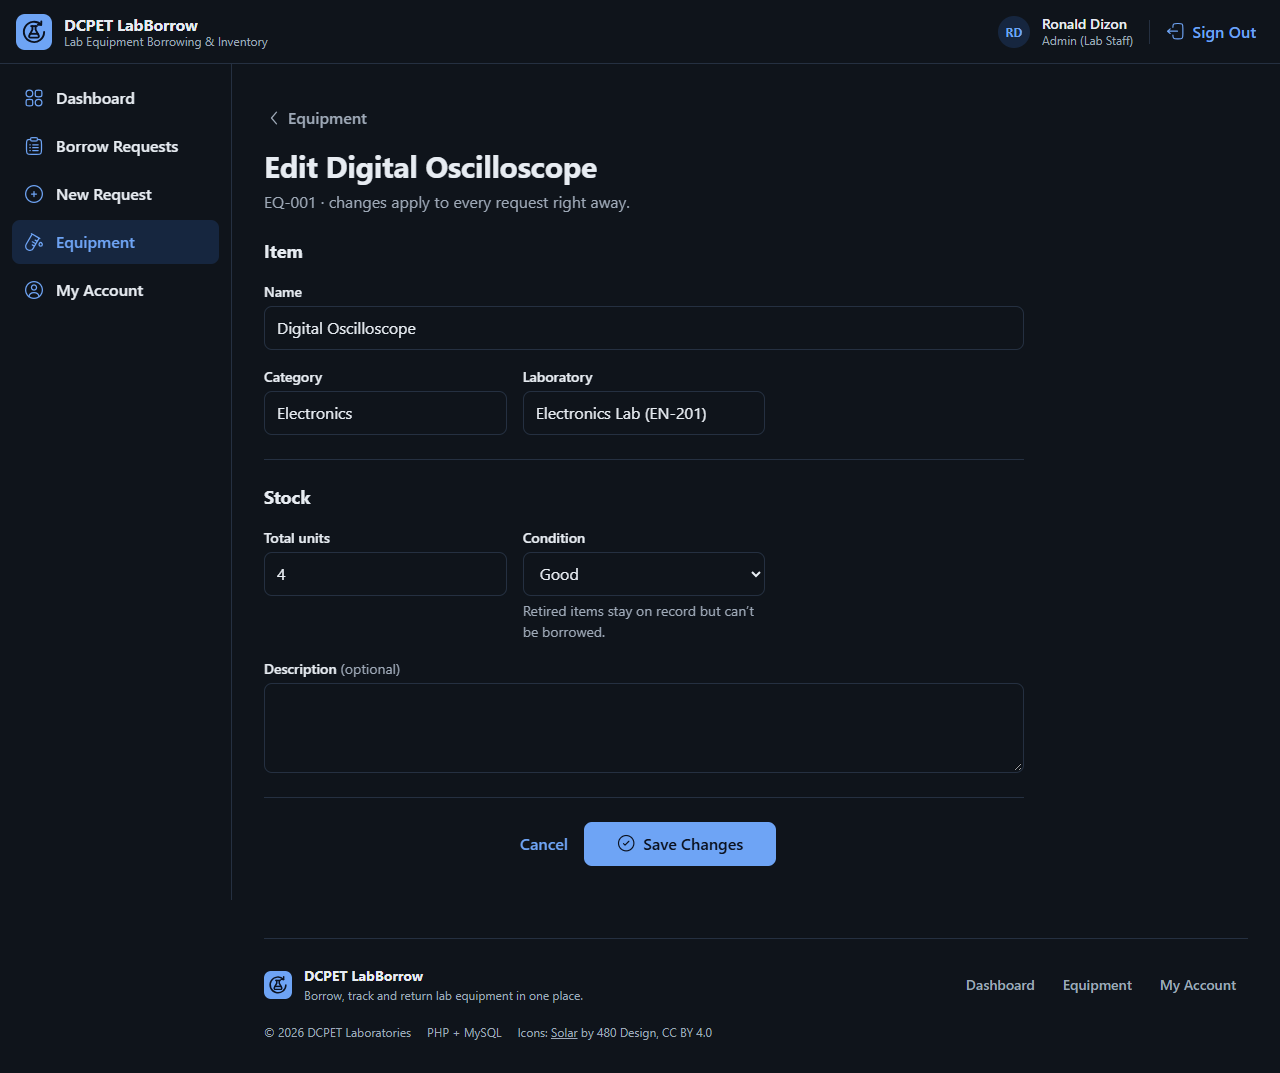 DCPET LabBorrow
Lab Equipment Borrowing & Inventory
RD
Ronald Dizon
Admin (Lab Staff)
Sign Out
Dashboard
Borrow Requests
New Request
Equipment
My Account
Equipment
Edit Digital Oscilloscope
EQ-001 · changes apply to every request right away.
Item
Name
Digital Oscilloscope
Category
Laboratory
Electronics
Electronics Lab (EN-201)
Stock
Total units
Condition
4
Good
Retired items stay on record but can't
be borrowed.
Description (optional)
Cancel
Save Changes
DCPET LabBorrow
Borrow, track and return lab equipment in one place.
Dashboard
Equipment
My Account
© 2026 DCPET Laboratories
PHP + MySQL
Icons: Solar by 480 Design, CC BY 4.0